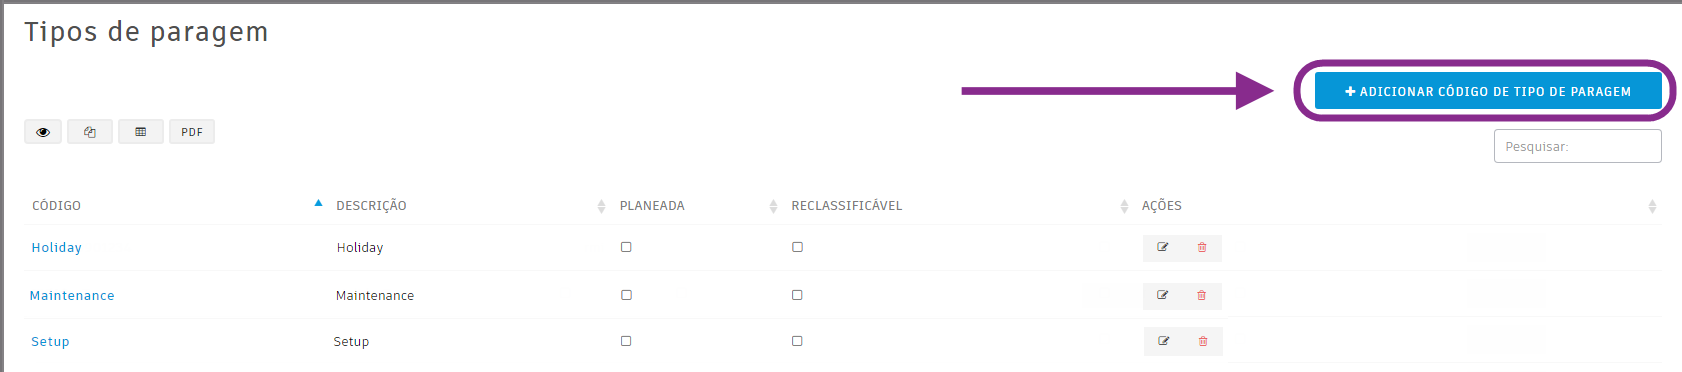 Tipos de paragem
+ ADICIONAR CÓDIGO DE TIPO DE PARAGEM
PDF
Pesquisar:
CÓDIGO DESCRIÇÃO PLANEADA RECLASSIFICÁVEL AÇÕES
Holiday Holiday
Maintenance Maintenance
Setup Setup